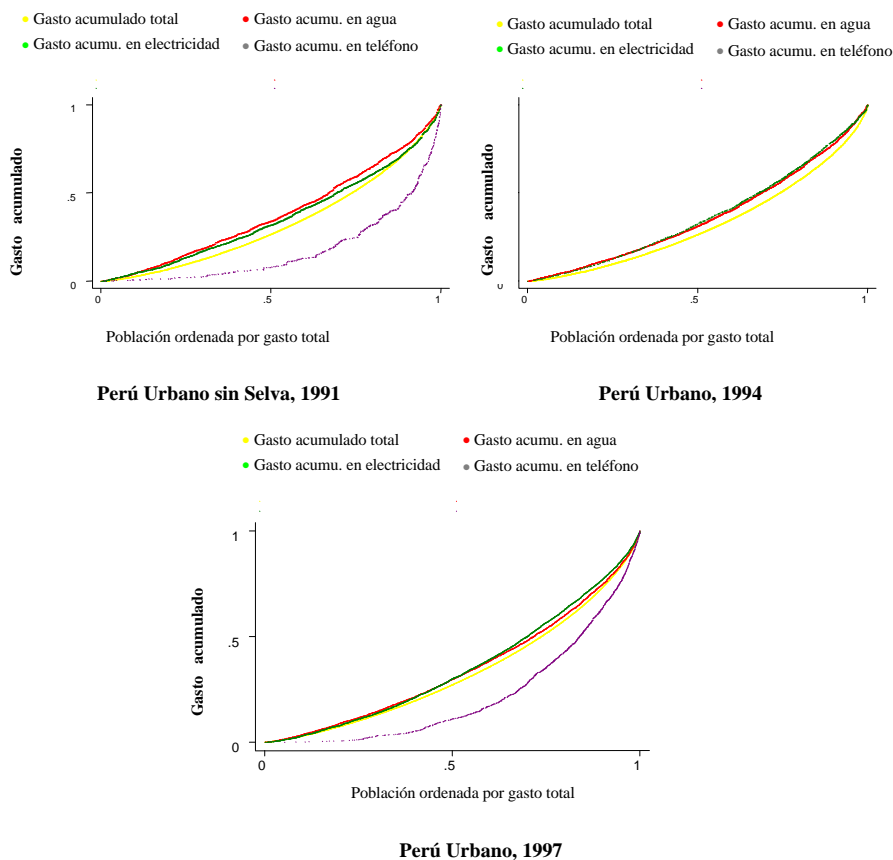 Gasto acumulado total
Gasto acumu. en agua
Gasto acumu. en electricidad
Gasto acumu. en teléfono
Gasto acumulado
1
.5
0
0
.5
1
Población ordenada por gasto total
Perú Urbano sin Selva, 1991
Gasto acumulado total
Gasto acumu. en agua
Gasto acumu. en electricidad
Gasto acumu. en teléfono
Gasto acumulado
1
.5
0
0
.5
1
Población ordenada por gasto total
Perú Urbano, 1994
Gasto acumulado total
Gasto acumu. en agua
Gasto acumu. en electricidad
Gasto acumu. en teléfono
Gasto acumulado
1
.5
0
0
.5
1
Población ordenada por gasto total
Perú Urbano, 1997